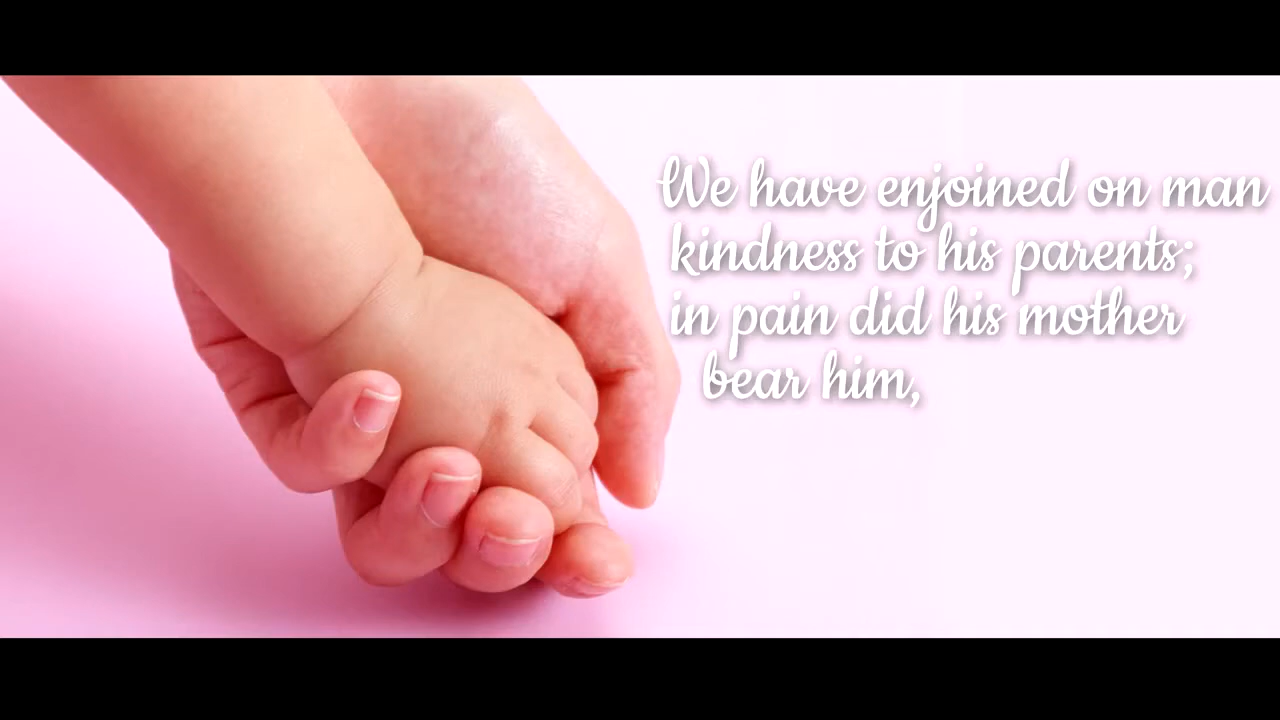 We have enjoined on man
kindness to his parents;
in pain did his mother
bear him,